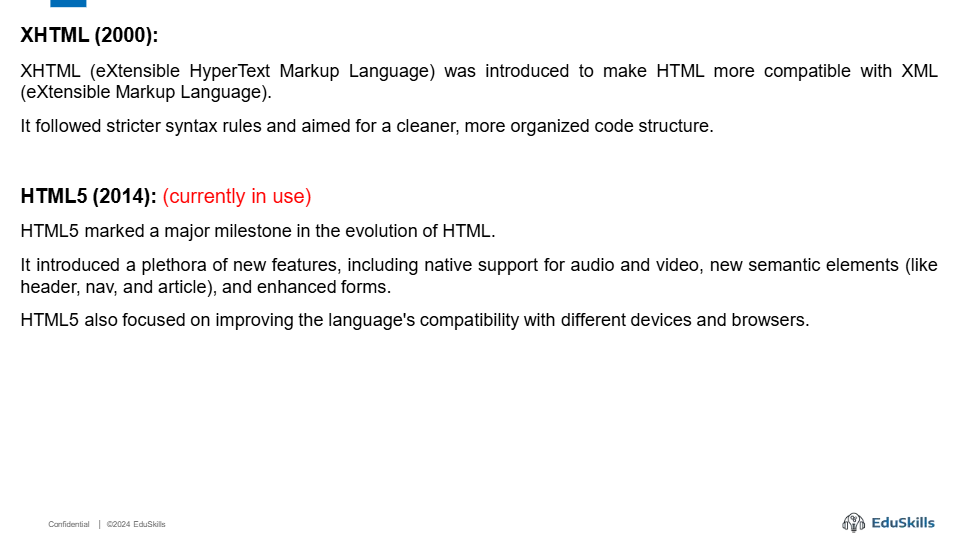 XHTML (2000):
XHTML (eXtensible HyperText Markup Language) was introduced to make HTML more compatible with XML
(eXtensible Markup Language).
It followed stricter syntax rules and aimed for a cleaner, more organized code structure.
HTML5 (2014): (currently in use)
HTML5 marked a major milestone in the evolution of HTML.
It introduced a plethora of new features, including native support for audio and video, new semantic elements (like
header, nav, and article), and enhanced forms.
HTML5 also focused on improving the language's compatibility with different devices and browsers.
Confidential | ©2024 EduSkills
EduSkills